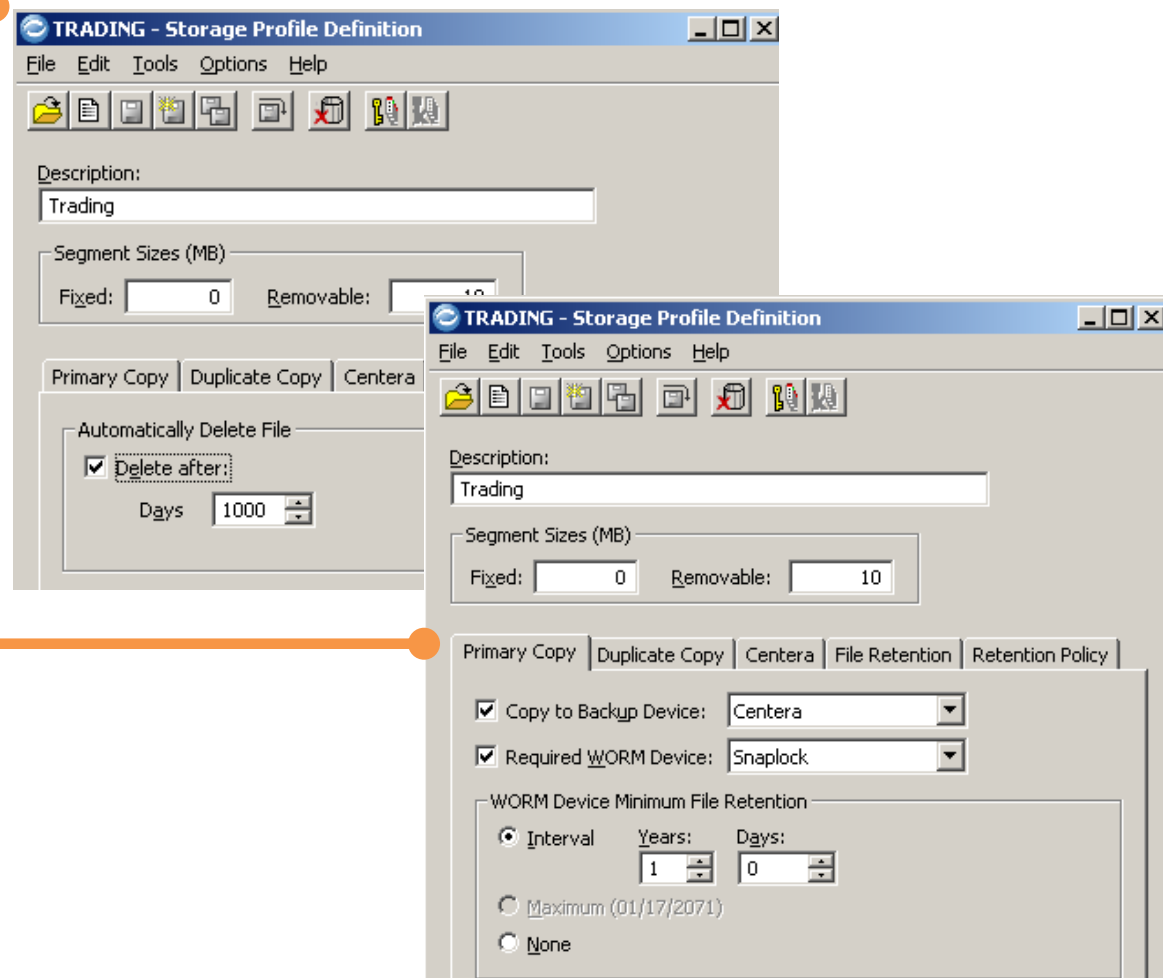 TRADING - Storage Profile Definition
File Edit Tools Options Help
Description:
Trading
Segment Sizes (MB)
Fixed: 0 Removable: 10
Primary Copy Duplicate Copy Centera
Automatically Delete File
Delete after:
Days 1000
TRADING - Storage Profile Definition
File Edit Tools Options Help
Description:
Trading
Segment Sizes (MB)
Fixed: 0 Removable: 10
Primary Copy Duplicate Copy Centera File Retention Retention Policy
Copy to Backup Device: Centera
Required WORM Device: Snaplock
WORM Device Minimum File Retention
Interval Years: Days:
1 0
Maximum (01/17/2071)
None